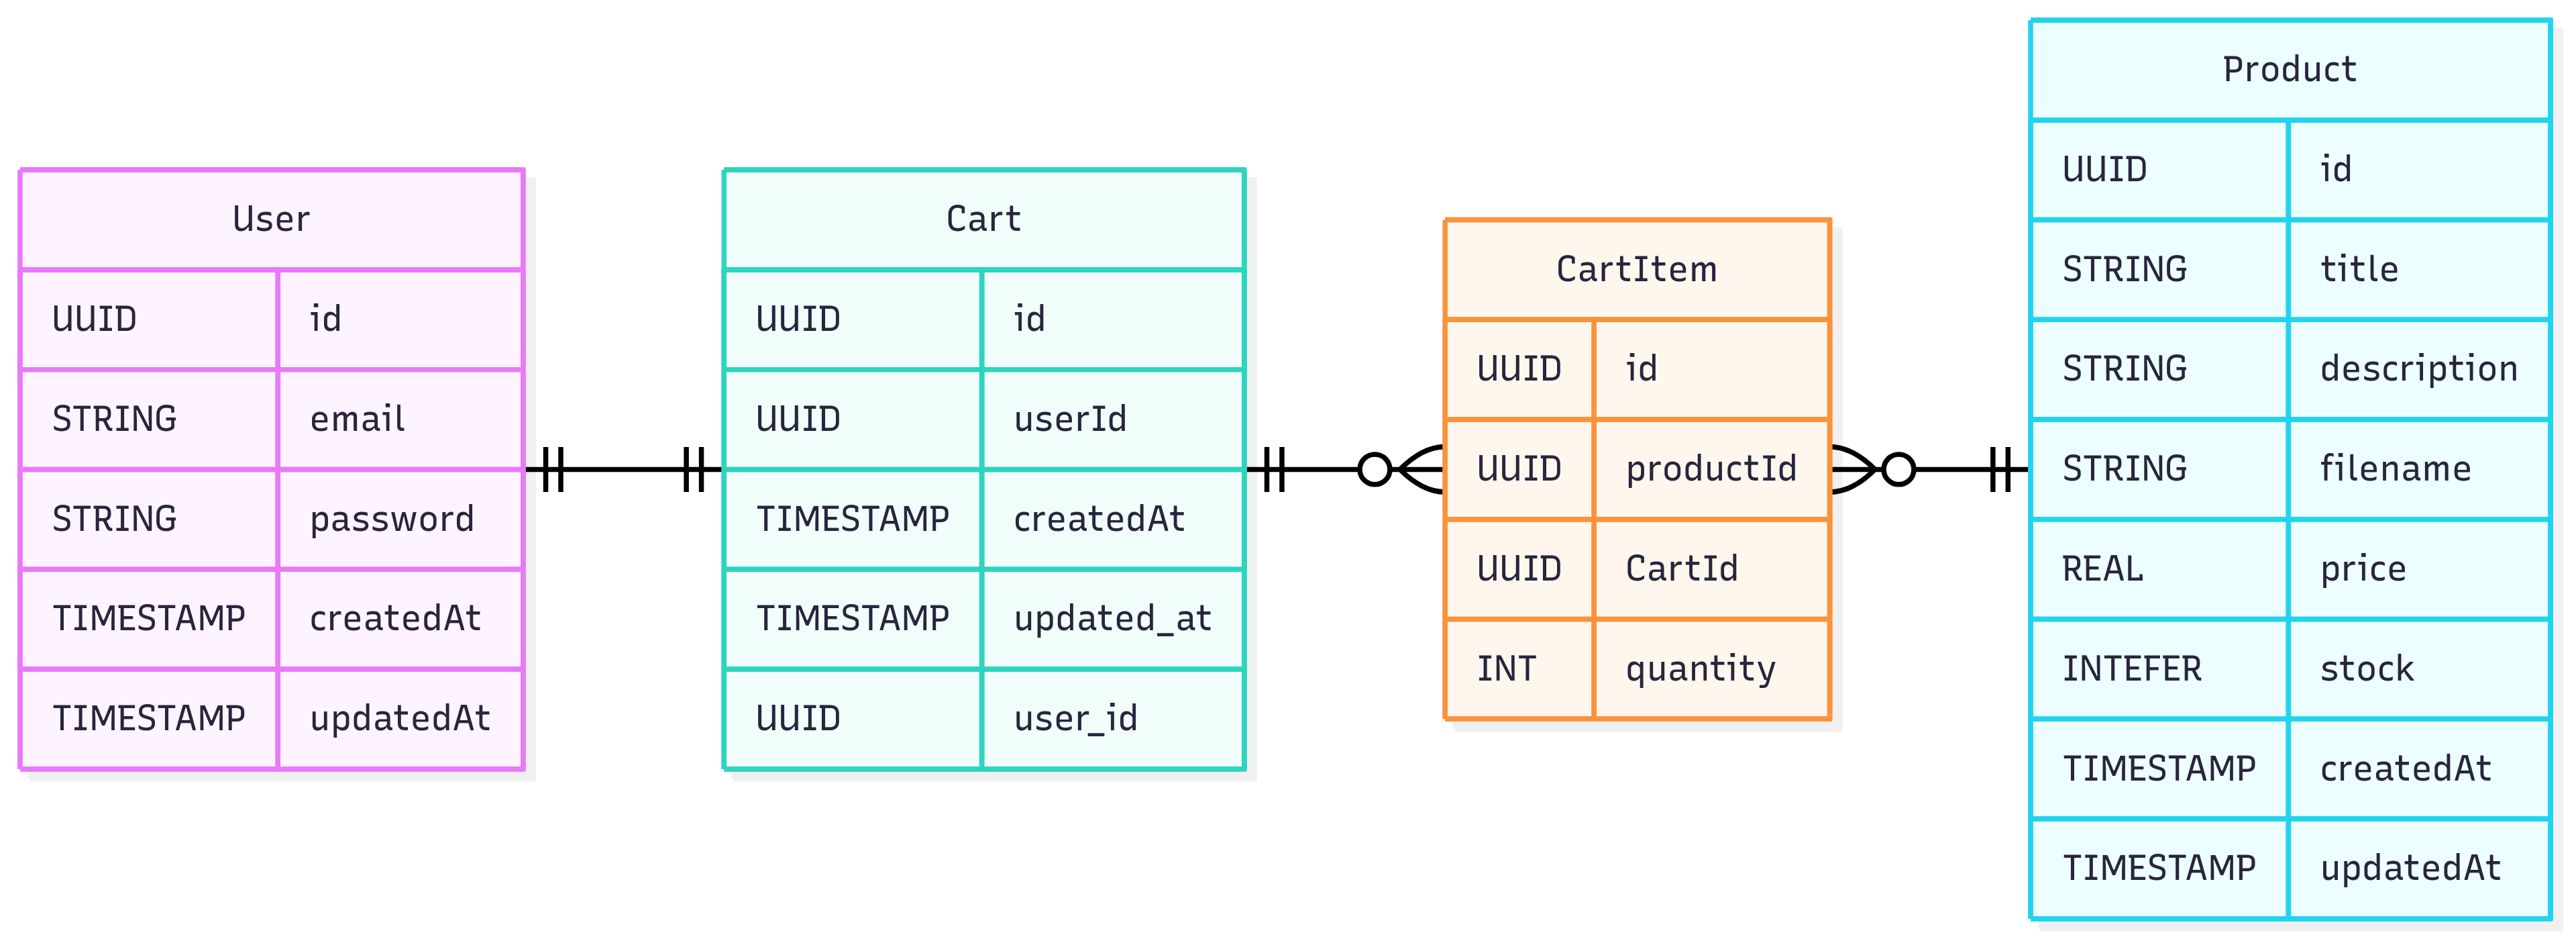 User
UUID id
STRING email
STRING password
TIMESTAMP createdAt
TIMESTAMP updatedAt
Cart
UUID id
UUID userId
TIMESTAMP createdAt
TIMESTAMP updated_at
UUID user_id
CartItem
UUID id
UUID productId
UUID CartId
INT quantity
Product
UUID id
STRING title
STRING description
STRING filename
REAL price
INTEFER stock
TIMESTAMP createdAt
TIMESTAMP updatedAt